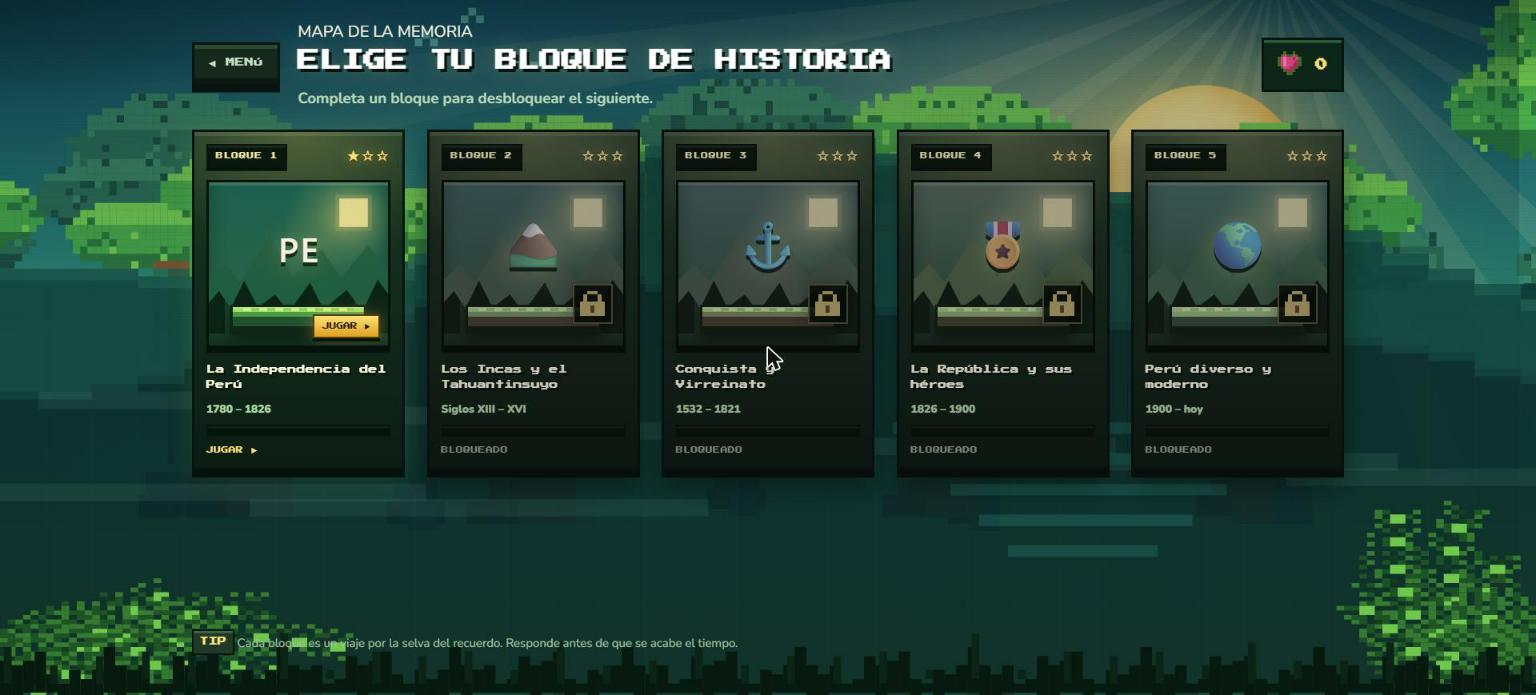 MAPA DE LA MEMORIA
◂ MENÚ
ELIGE TU BLOQUE DE HISTORIA
0
Completa un bloque para desbloquear el siguiente.
BLOQUE 1 ★☆☆
PE
JUGAR ▸
La Independencia del
Perú
1780 – 1826
JUGAR ▸
BLOQUE 2 ☆☆☆
Los Incas y el
Tahuantinsuyo
Siglos XIII – XVI
BLOQUEADO
BLOQUE 3 ☆☆☆
Conquista y
Virreinato
1532 – 1821
BLOQUEADO
BLOQUE 4 ☆☆☆
La República y sus
héroes
1826 – 1900
BLOQUEADO
BLOQUE 5 ☆☆☆
Perú diverso y
moderno
1900 – hoy
BLOQUEADO
TIP Cada bloque es un viaje por la selva del recuerdo. Responde antes de que se acabe el tiempo.